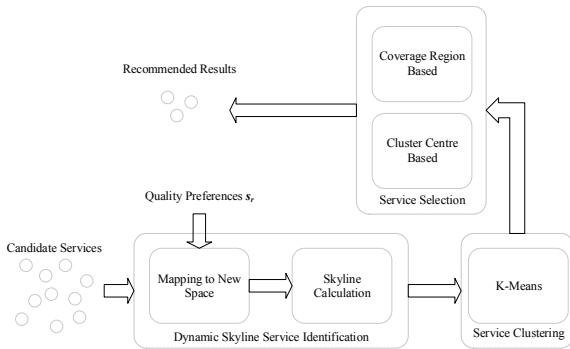 Coverage Region
Based
Recommended Results
Cluster Centre
Based
Quality Preferences sr
Service Selection
Candidate Services
Mapping to New
Space
Skyline
Calculation
K-Means
Dynamic Skyline Service Identification
Service Clustering